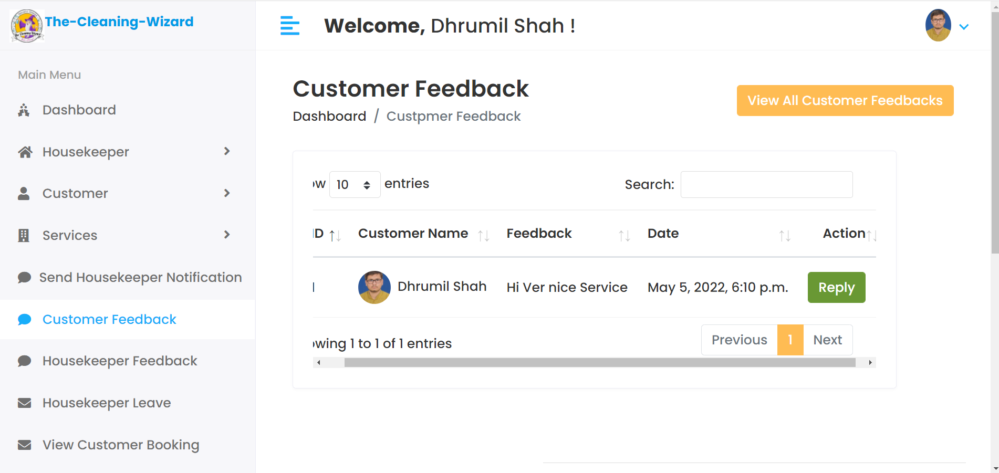 The-Cleaning-Wizard
Welcome, Dhrumil Shah !
Main Menu
Dashboard
Housekeeper
Customer
Services
Send Housekeeper Notification
Customer Feedback
Housekeeper Feedback
Housekeeper Leave
View Customer Booking
Customer Feedback
Dashboard / Custpmer Feedback
View All Customer Feedbacks
ow 10 entries
Search:
ID Customer Name Feedback Date Action
Dhrumil Shah Hi Ver nice Service May 5, 2022, 6:10 p.m. Reply
owing 1 to 1 of 1 entries
Previous 1 Next